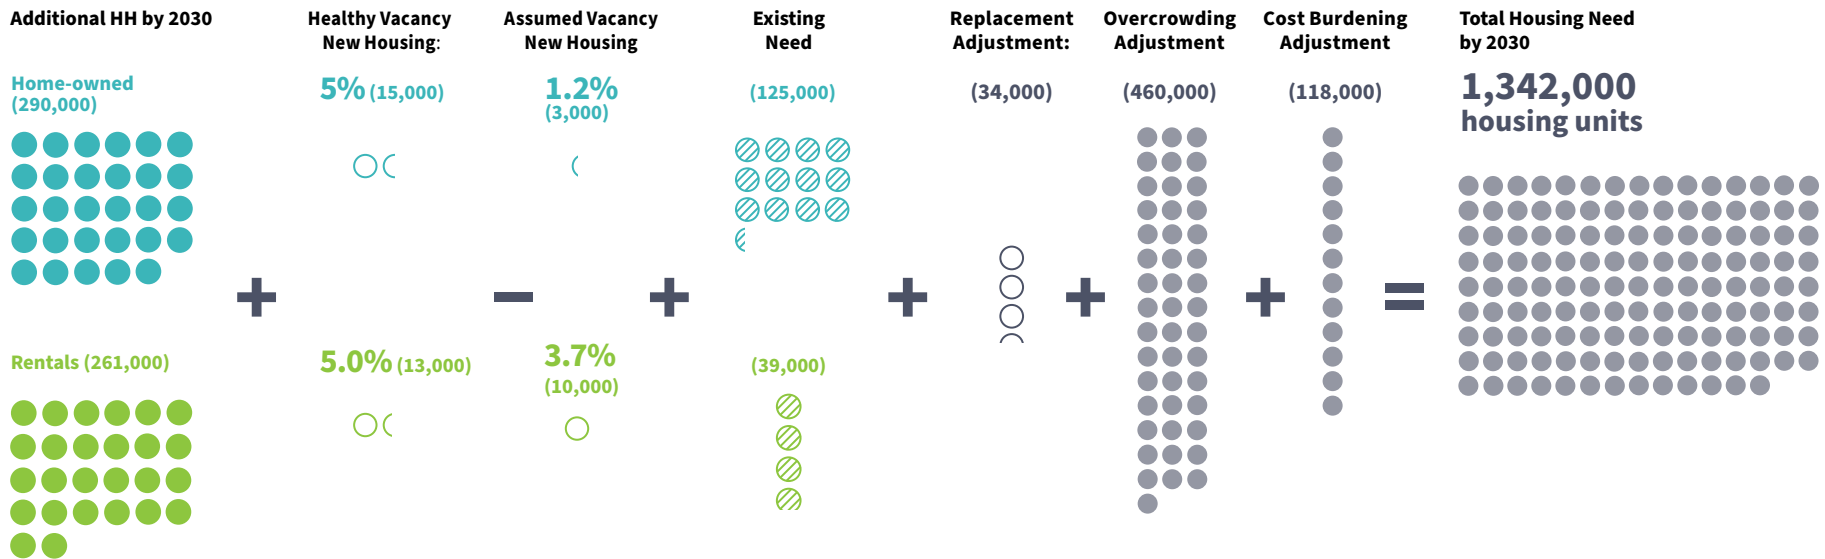 Additional HH by 2030
Healthy Vacancy
New Housing:
Assumed Vacancy
New Housing
Existing
Need
Replacement
Adjustment:
Overcrowding
Adjustment
Cost Burdening
Adjustment
Total Housing Need
by 2030
Home-owned
(290,000)
5% (15,000)
1.2%
(3,000)
(125,000)
(34,000)
(460,000)
(118,000)
1,342,000
housing units
+
−
+
+
+
+
=
Rentals (261,000)
5.0% (13,000)
3.7%
(10,000)
(39,000)